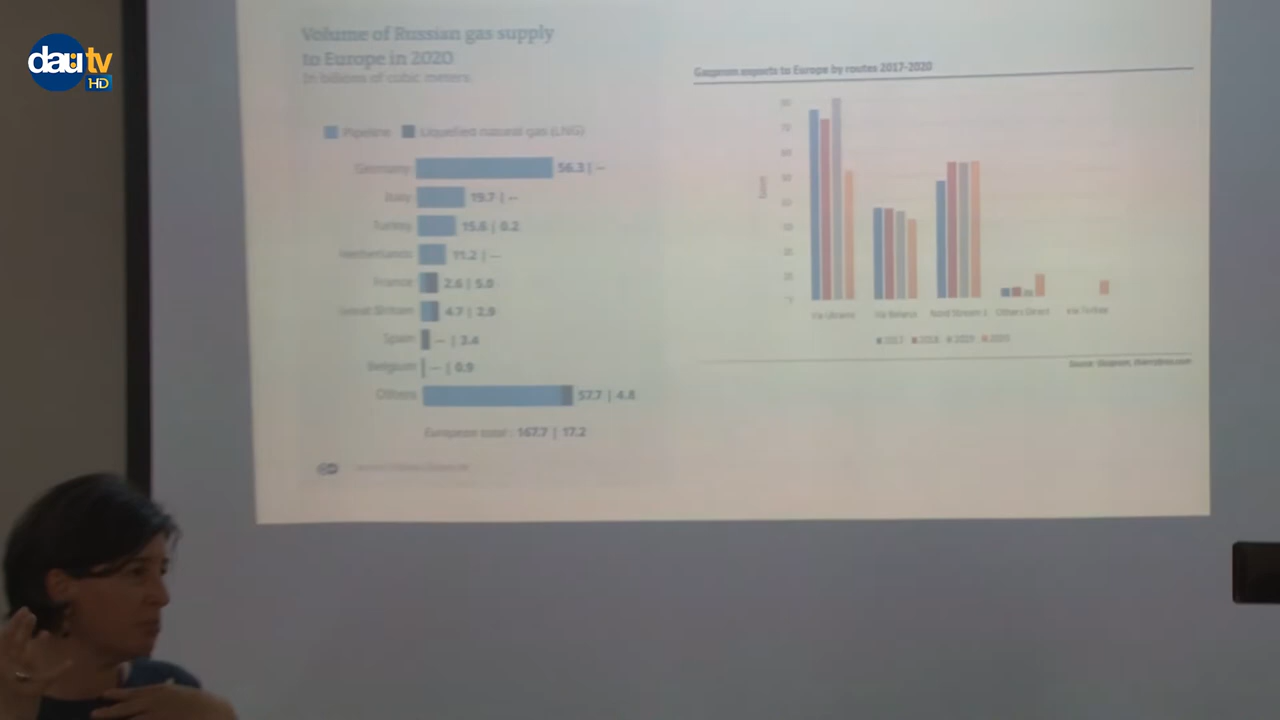 dau:tv
HD
Volume of Russian gas supply
to Europe in 2020
In billions of cubic meters
Pipeline Liquefied natural gas (LNG)
Germany 56.3 | --
Italy 19.7 | --
Turkey 15.6 | 0.2
Netherlands 11.2 | --
France 2.6 | 5.0
Great Britain 4.7 | 2.9
Spain -- | 3.4
Belgium -- | 0.9
Others 57.7 | 4.8
European total: 167.7 | 17.2
Gazprom exports to Europe by routes 2017-2020
Via Ukraine Via Belarus Nord Stream 1 Others Direct
2017 2018 2019 2020